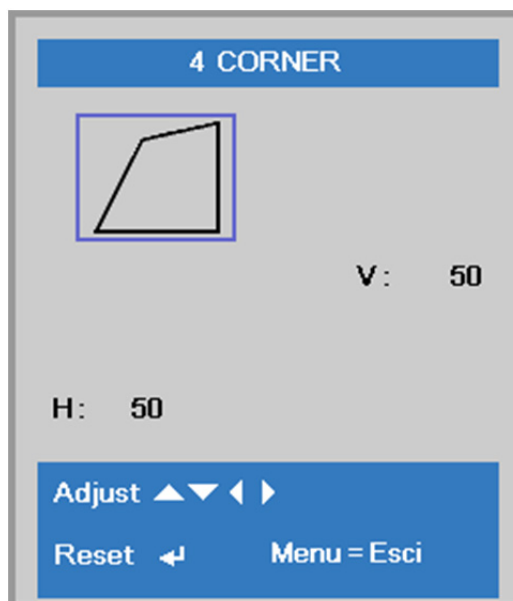 4 CORNER
V: 50
H: 50
Adjust
Reset
Menu = Esci